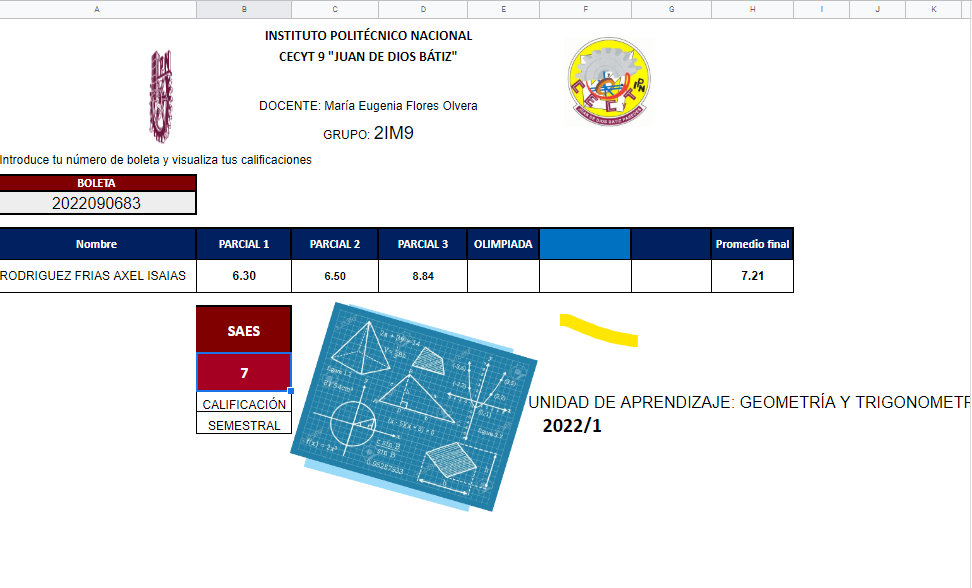 A B C D E F G H I J K
INSTITUTO POLITÉCNICO NACIONAL
CECYT 9 "JUAN DE DIOS BÁTIZ"
DOCENTE: María Eugenia Flores Olvera
GRUPO: 2IM9
Introduce tu número de boleta y visualiza tus calificaciones
BOLETA
2022090683
Nombre PARCIAL 1 PARCIAL 2 PARCIAL 3 OLIMPIADA Promedio final
RODRIGUEZ FRIAS AXEL ISAIAS 6.30 6.50 8.84 7.21
SAES
7
CALIFICACIÓN
SEMESTRAL
UNIDAD DE APRENDIZAJE: GEOMETRÍA Y TRIGONOMETR
2022/1